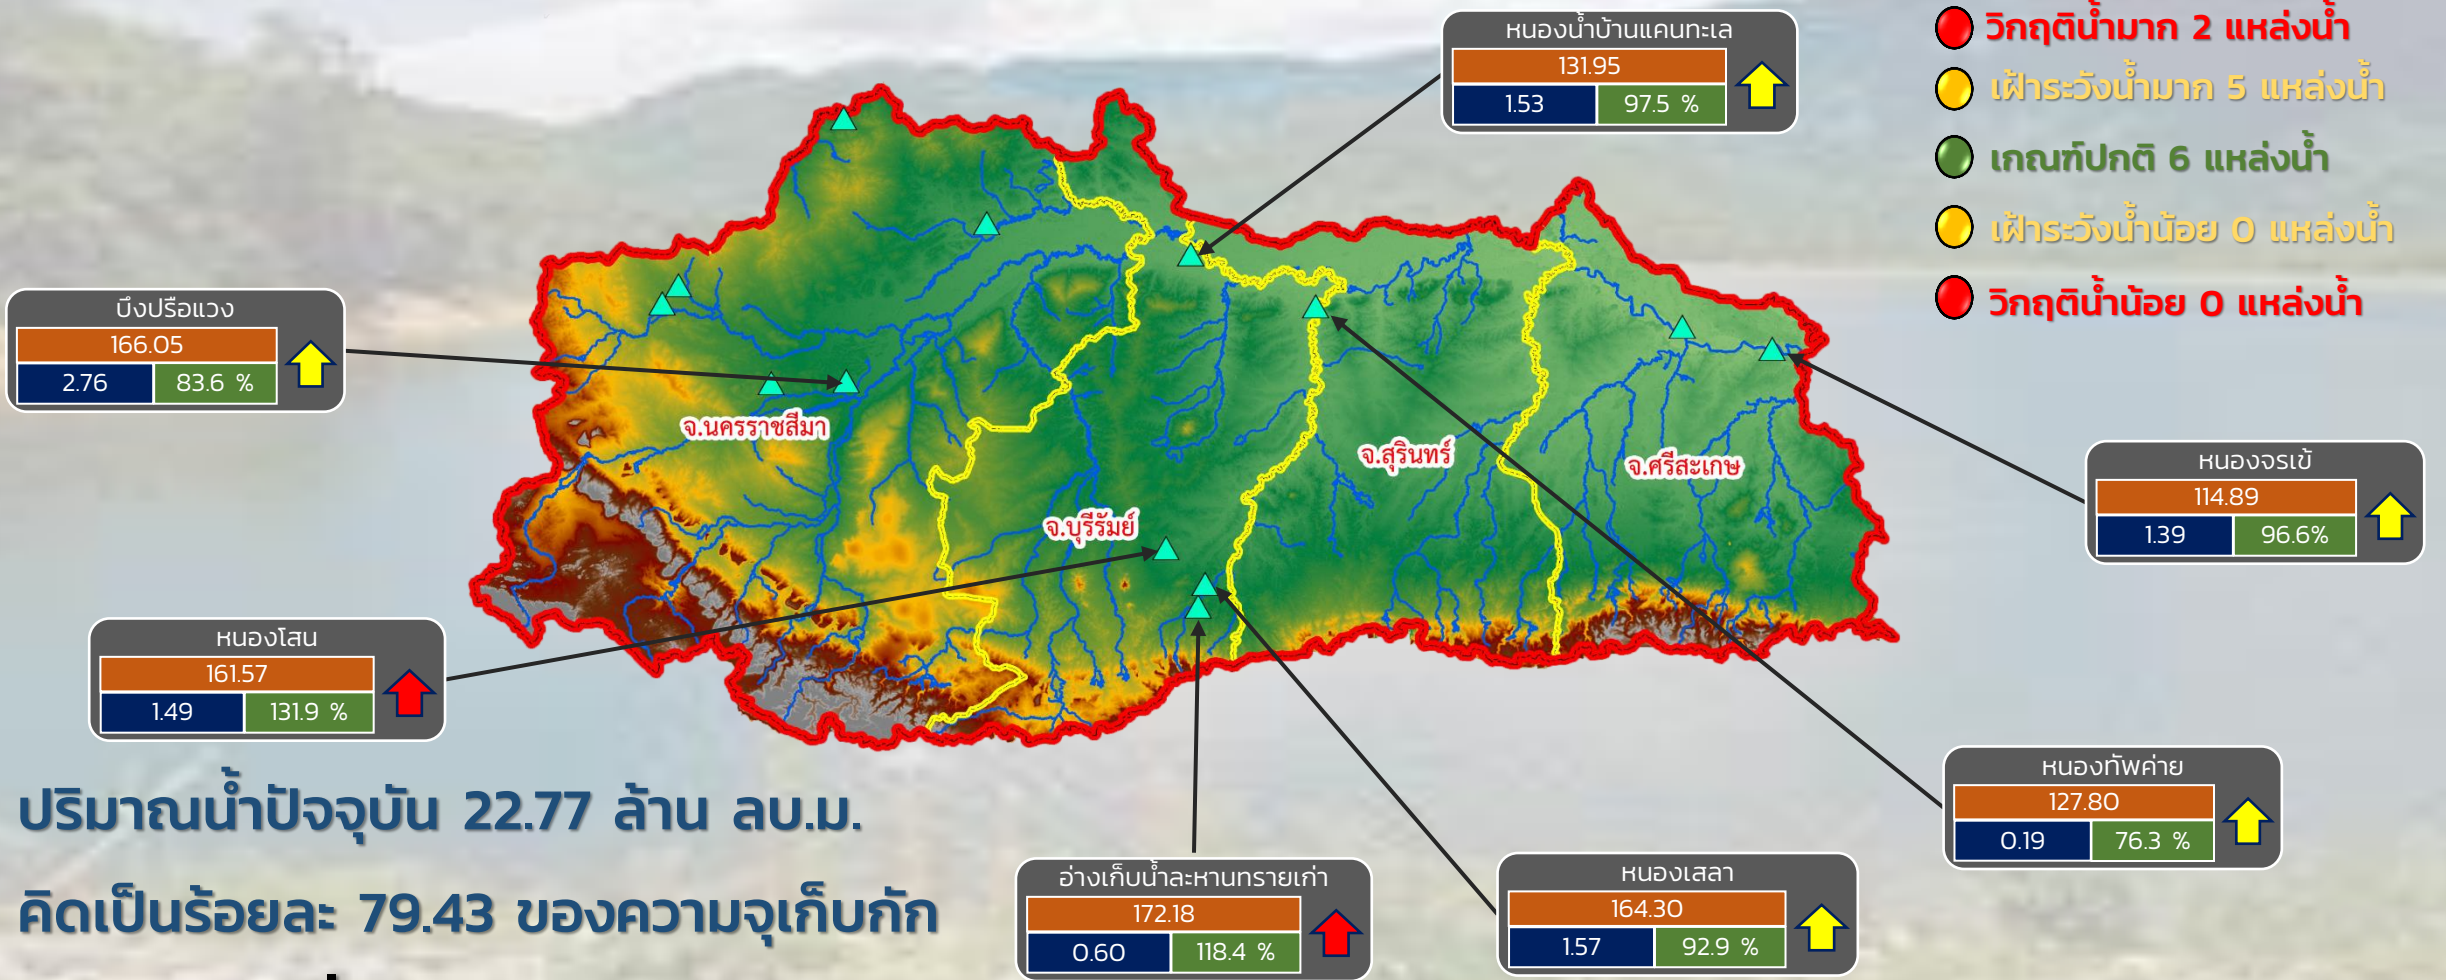 หนองน้ำบ้านแคนทะเล
131.95
1.53 97.5 %
วิกฤติน้ำมาก 2 แหล่งน้ำ
เฝ้าระวังน้ำมาก 5 แหล่งน้ำ
เกณฑ์ปกติ 6 แหล่งน้ำ
เฝ้าระวังน้ำน้อย 0 แหล่งน้ำ
วิกฤติน้ำน้อย 0 แหล่งน้ำ
บึงปรือแวง
166.05
2.76 83.6 %
จ.นครราชสีมา
จ.สุรินทร์
จ.ศรีสะเกษ
จ.บุรีรัมย์
หนองจรเข้
114.89
1.39 96.6%
หนองโสน
161.57
1.49 131.9 %
หนองทัพค่าย
127.80
0.19 76.3 %
ปริมาณน้ำปัจจุบัน 22.77 ล้าน ลบ.ม.
คิดเป็นร้อยละ 79.43 ของความจุเก็บกัก
อ่างเก็บน้ำละหานทรายเก่า
172.18
0.60 118.4 %
หนองเสลา
164.30
1.57 92.9 %